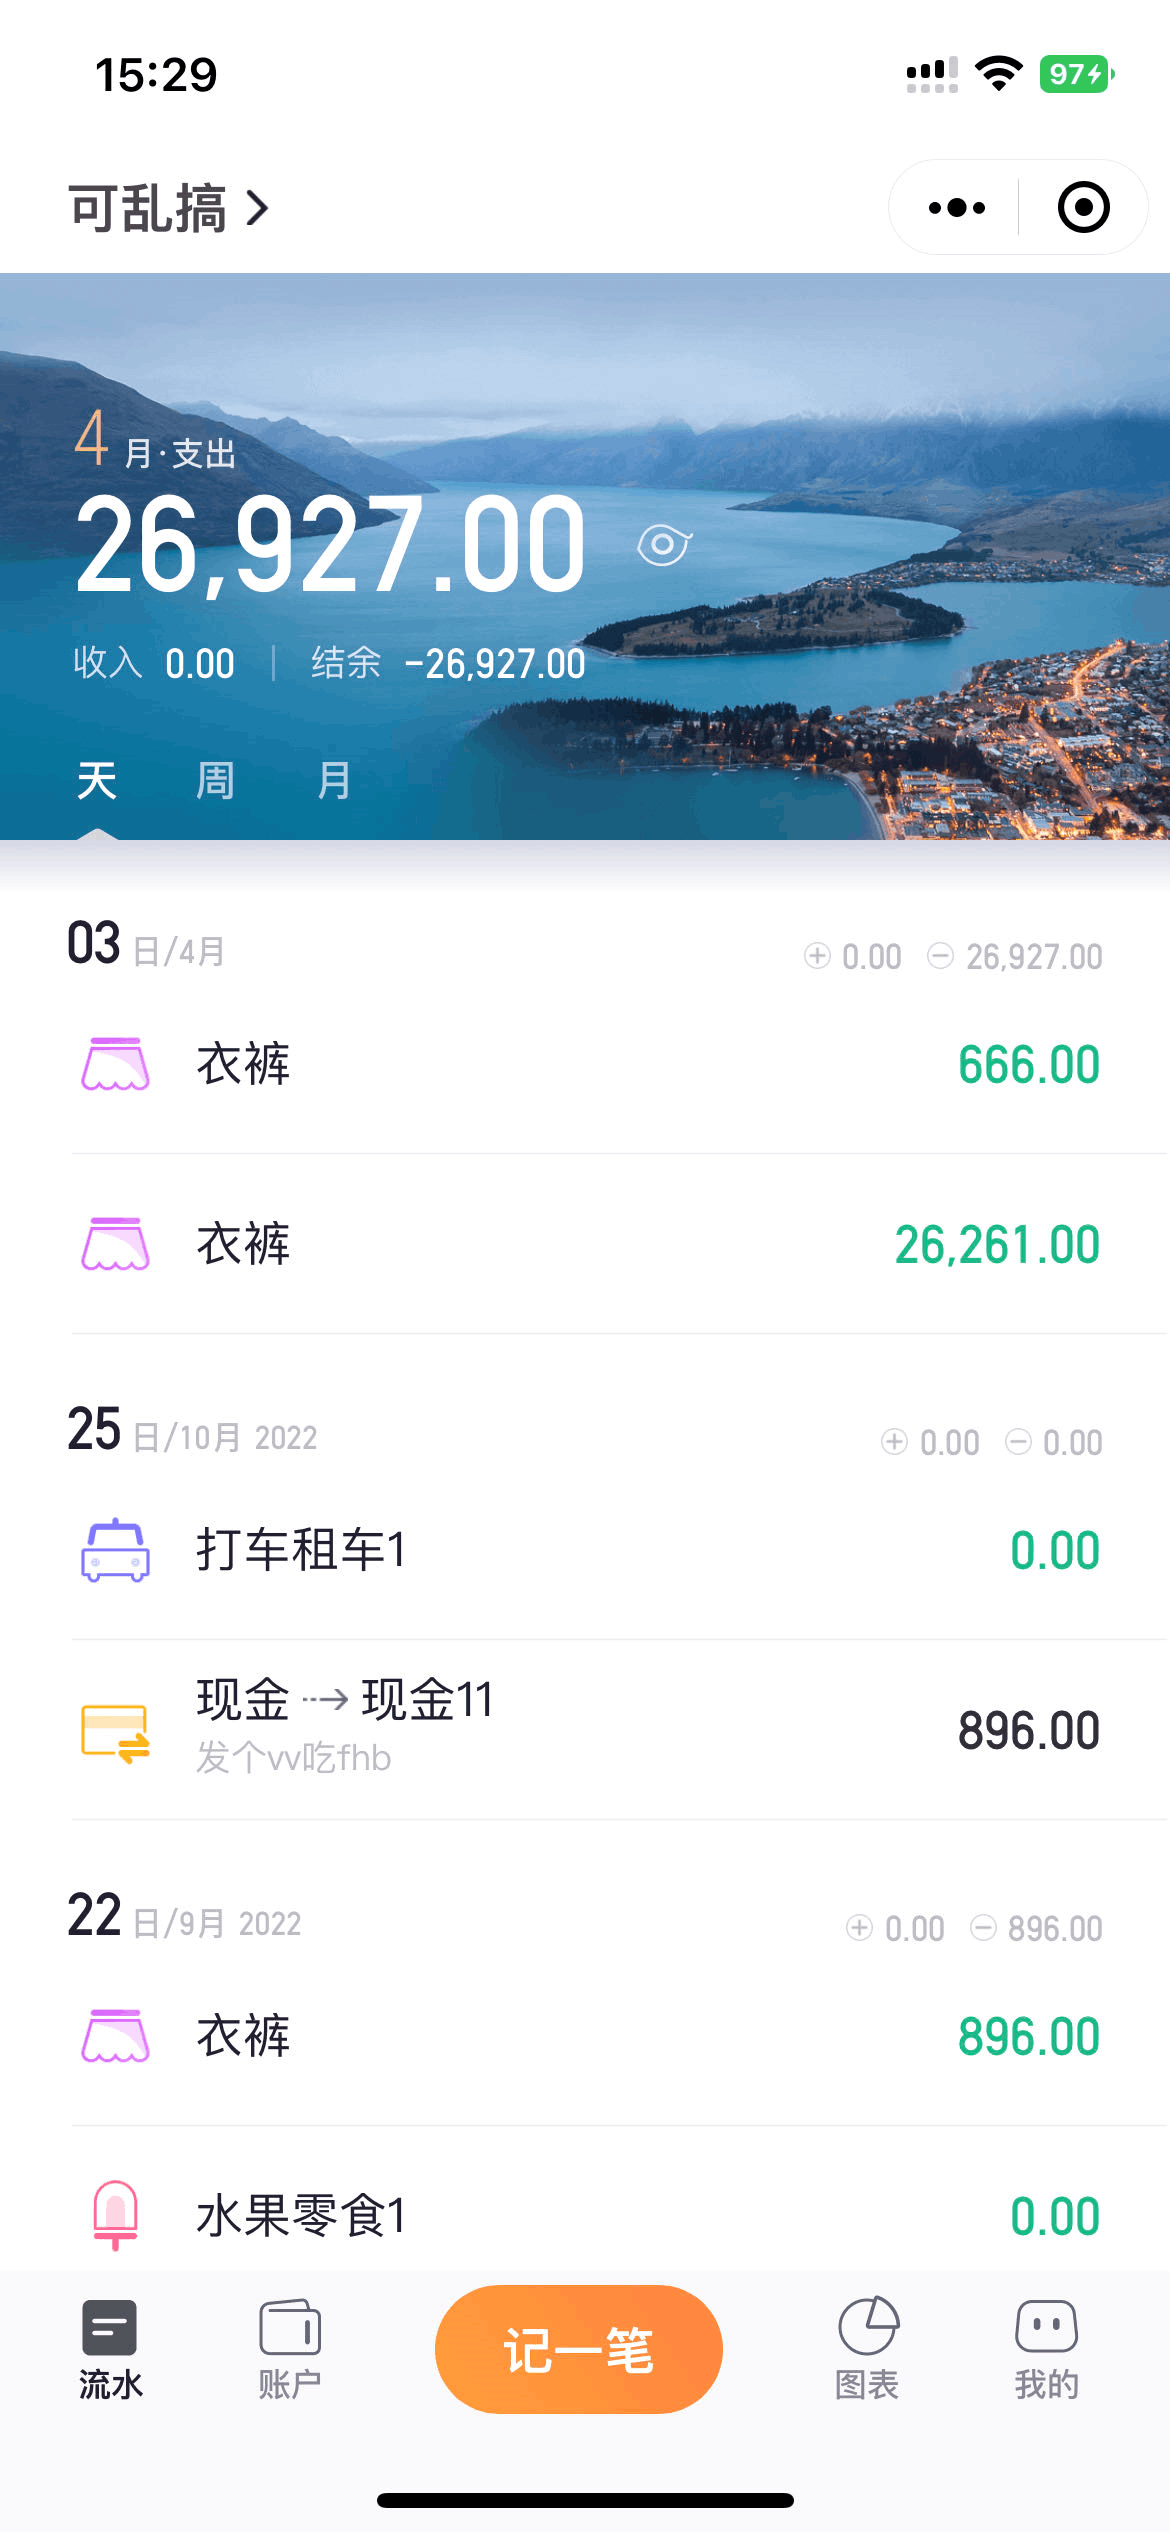 15:29
97
可乱搞
4 月·支出
26,927.00
收入 0.00 | 结余 -26,927.00
天 周 月
03 日/4月 0.00 26,927.00
衣裤 666.00
衣裤 26,261.00
25 日/10月 2022 0.00 0.00
打车租车1 0.00
现金 现金11 896.00
发个vv吃fhb
22 日/9月 2022 0.00 896.00
衣裤 896.00
水果零食1 0.00
流水 账户 记一笔 图表 我的